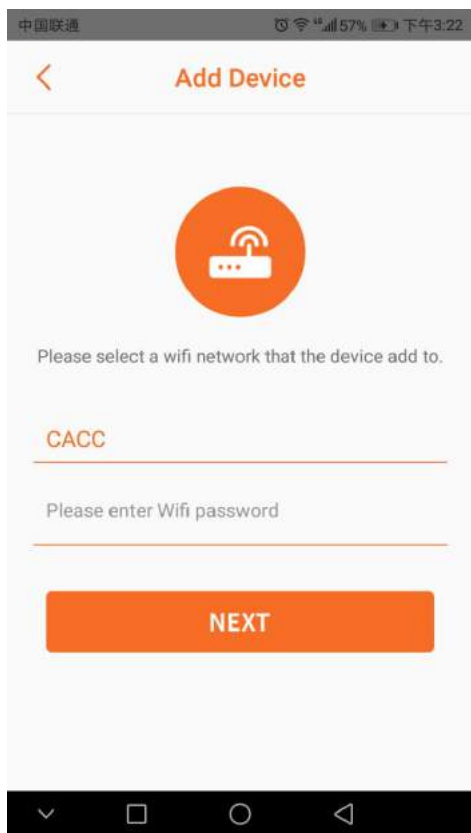 中国联通 57% 下午3:22
Add Device
Please select a wifi network that the device add to.
CACC
Please enter Wifi password
NEXT